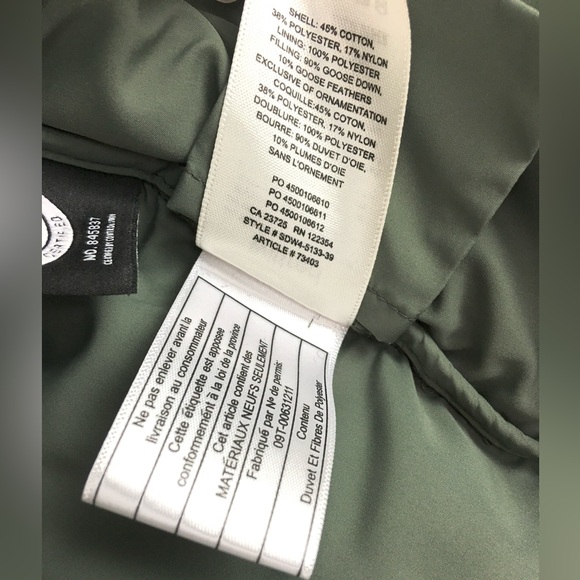 SHELL: 45% COTTON,
38% POLYESTER, 17% NYLON
LINING: 100% POLYESTER
FILLING: 90% GOOSE DOWN,
10% GOOSE FEATHERS
EXCLUSIVE OF ORNAMENTATION
COQUILLE:45% COTON,
38% POLYESTER, 17% NYLON
DOUBLURE: 100% POLYESTER
BOURRE: 90% DUVET D'OIE,
10% PLUMES D'OIE
SANS L'ORNEMENT
PO 4500106610
PO 4500106611
PO 4500106612
CA 23725 RN 122354
STYLE # SDW4-5133-39
ARTICLE # 73403
Ne pas enlever avant la
livraison au consommateur
Cette étiquette est apposée
conformément à la loi de la province
Cet article contient des
MATÉRIAUX NEUFS SEULEMENT
Fabriqué par № de permis:
09T-00631211
Contenu
Duvet Et Fibres De Polyester
NO. 845837